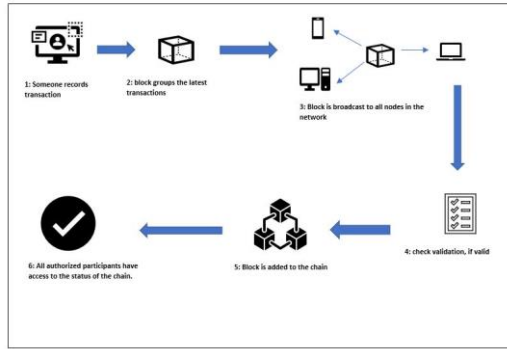 1: Someone records
transaction
2: block groups the latest
transactions
3: Block is broadcast to all nodes in the
network
4: check validation, if valid
5: Block is added to the chain
6: All authorized participants have
access to the status of the chain.